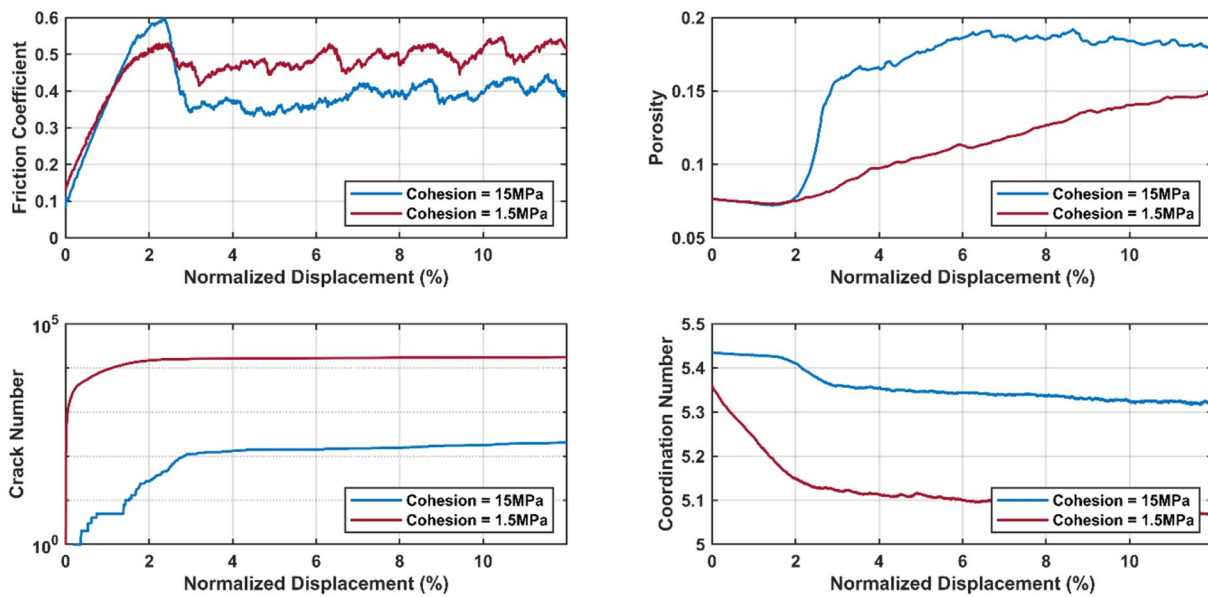 Friction Coefficient
0.6
0.5
0.4
0.3
0.2
0.1
0
Cohesion = 15MPa
Cohesion = 1.5MPa
0 2 4 6 8 10
Normalized Displacement (%)
Porosity
0.2
0.15
0.1
0.05
Cohesion = 15MPa
Cohesion = 1.5MPa
0 2 4 6 8 10
Normalized Displacement (%)
Crack Number
10⁵
10⁰
Cohesion = 15MPa
Cohesion = 1.5MPa
0 2 4 6 8 10
Normalized Displacement (%)
Coordination Number
5.5
5.4
5.3
5.2
5.1
5
Cohesion = 15MPa
Cohesion = 1.5MPa
0 2 4 6 8 10
Normalized Displacement (%)